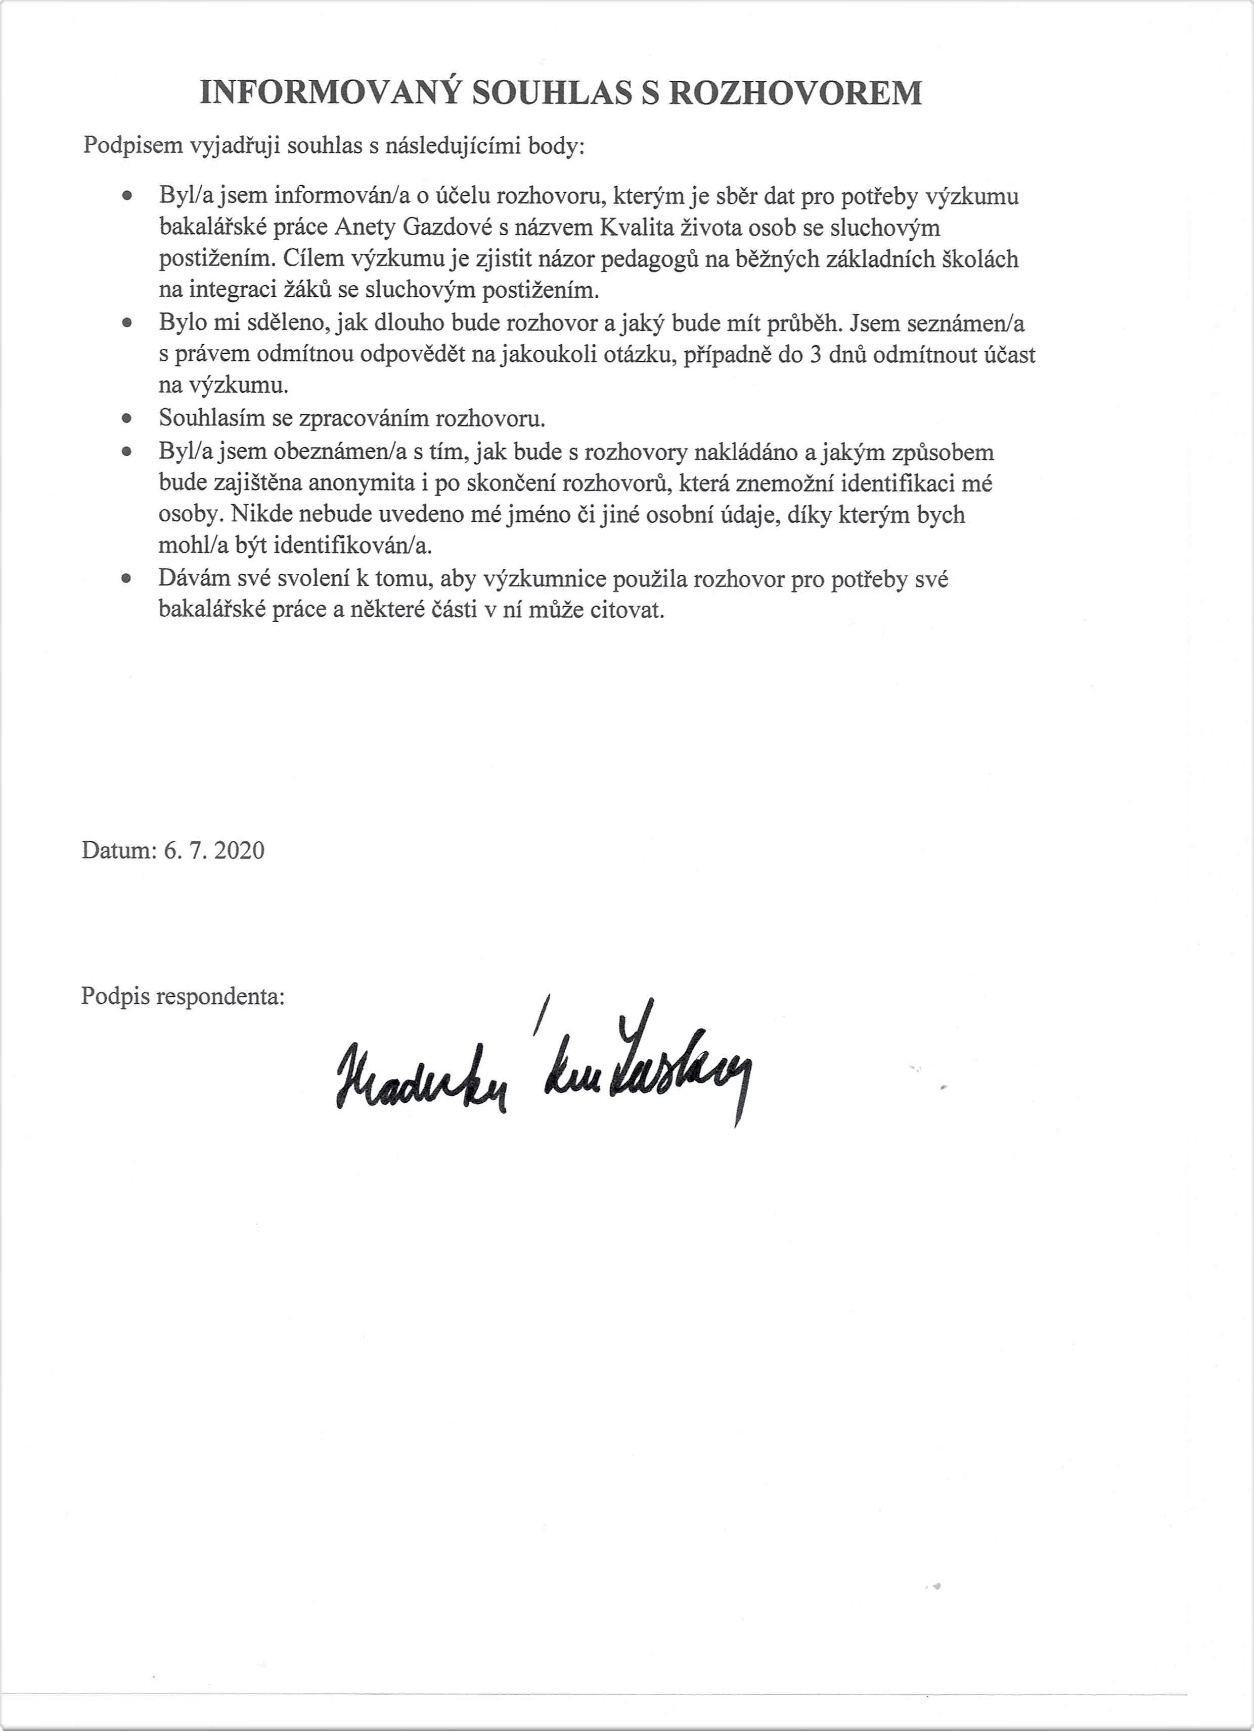 INFORMOVANÝ SOUHLAS S ROZHOVOREM
Podpisem vyjadřuji souhlas s následujícími body:
• Byl/a jsem informován/a o účelu rozhovoru, kterým je sběr dat pro potřeby výzkumu
bakalářské práce Anety Gazdové s názvem Kvalita života osob se sluchovým
postižením. Cílem výzkumu je zjistit názor pedagogů na běžných základních školách
na integraci žáků se sluchovým postižením.
• Bylo mi sděleno, jak dlouho bude rozhovor a jaký bude mít průběh. Jsem seznámen/a
s právem odmítnou odpovědět na jakoukoli otázku, případně do 3 dnů odmítnout účast
na výzkumu.
• Souhlasím se zpracováním rozhovoru.
• Byl/a jsem obeznámen/a s tím, jak bude s rozhovory nakládáno a jakým způsobem
bude zajištěna anonymita i po skončení rozhovorů, která znemožní identifikaci mé
osoby. Nikde nebude uvedeno mé jméno či jiné osobní údaje, díky kterým bych
mohl/a být identifikován/a.
• Dávám své svolení k tomu, aby výzkumnice použila rozhovor pro potřeby své
bakalářské práce a některé části v ní může citovat.
Datum: 6. 7. 2020
Podpis respondenta: